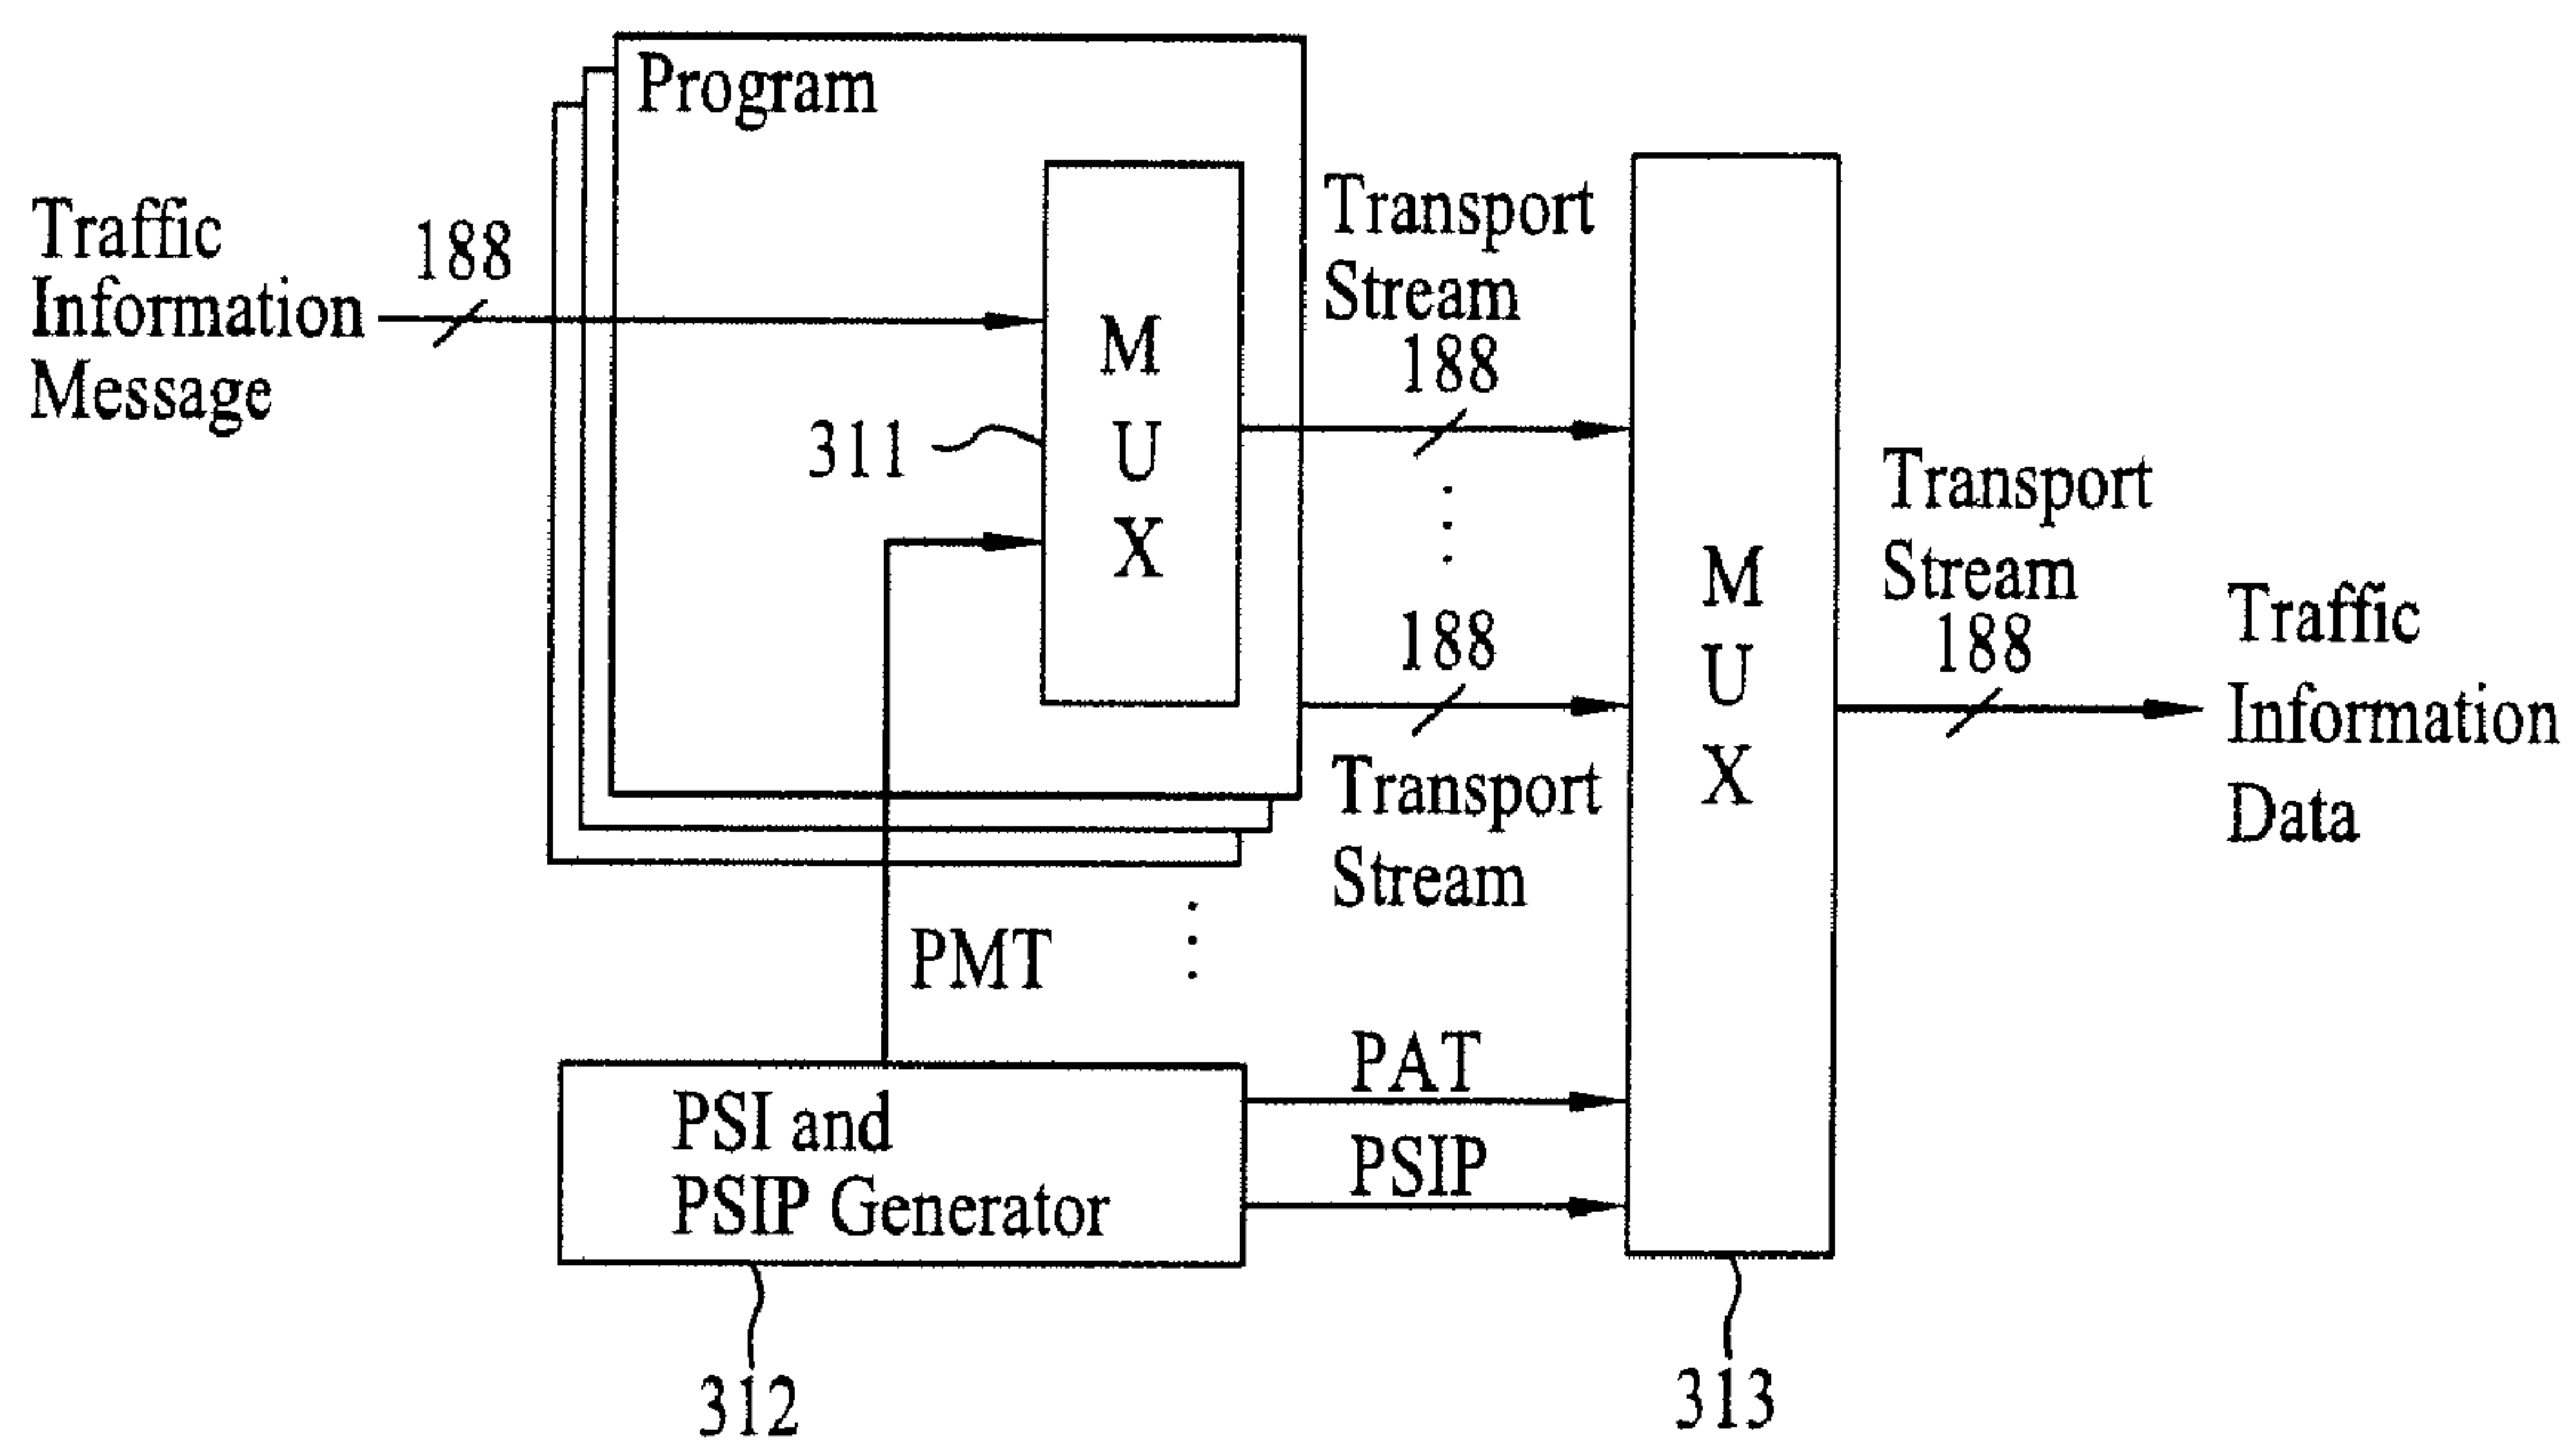 Program
Traffic
Information
Message
188
311
M
U
X
Transport
Stream
188
188
Transport
Stream
M
U
X
Transport
Stream
188
Traffic
Information
Data
PMT
PSI and
PSIP Generator
PAT
PSIP
312
313